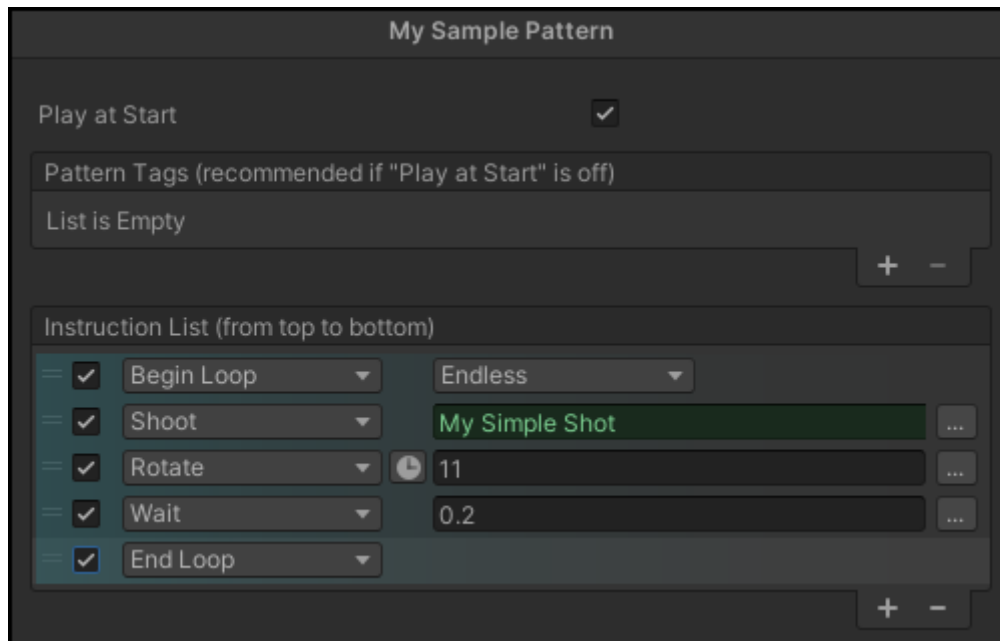 My Sample Pattern
Play at Start
Pattern Tags (recommended if "Play at Start" is off)
List is Empty
+ −
Instruction List (from top to bottom)
Begin Loop Endless
Shoot My Simple Shot ...
Rotate 11 ...
Wait 0.2 ...
End Loop
+ −